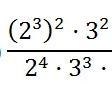 (2³)² · 3²
2⁴ · 3³ ·